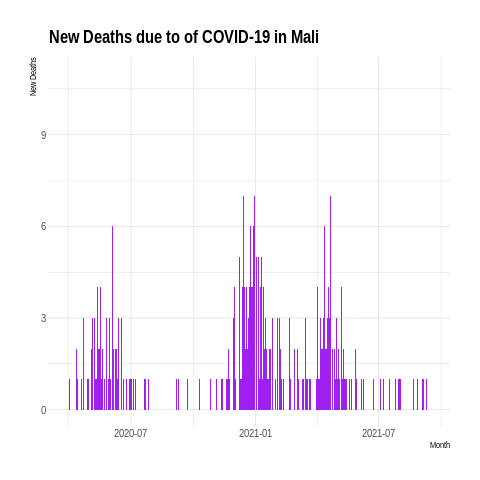 New Deaths due to of COVID-19 in Mali
New Deaths
9
6
3
0
2020-07
2021-01
2021-07
Month